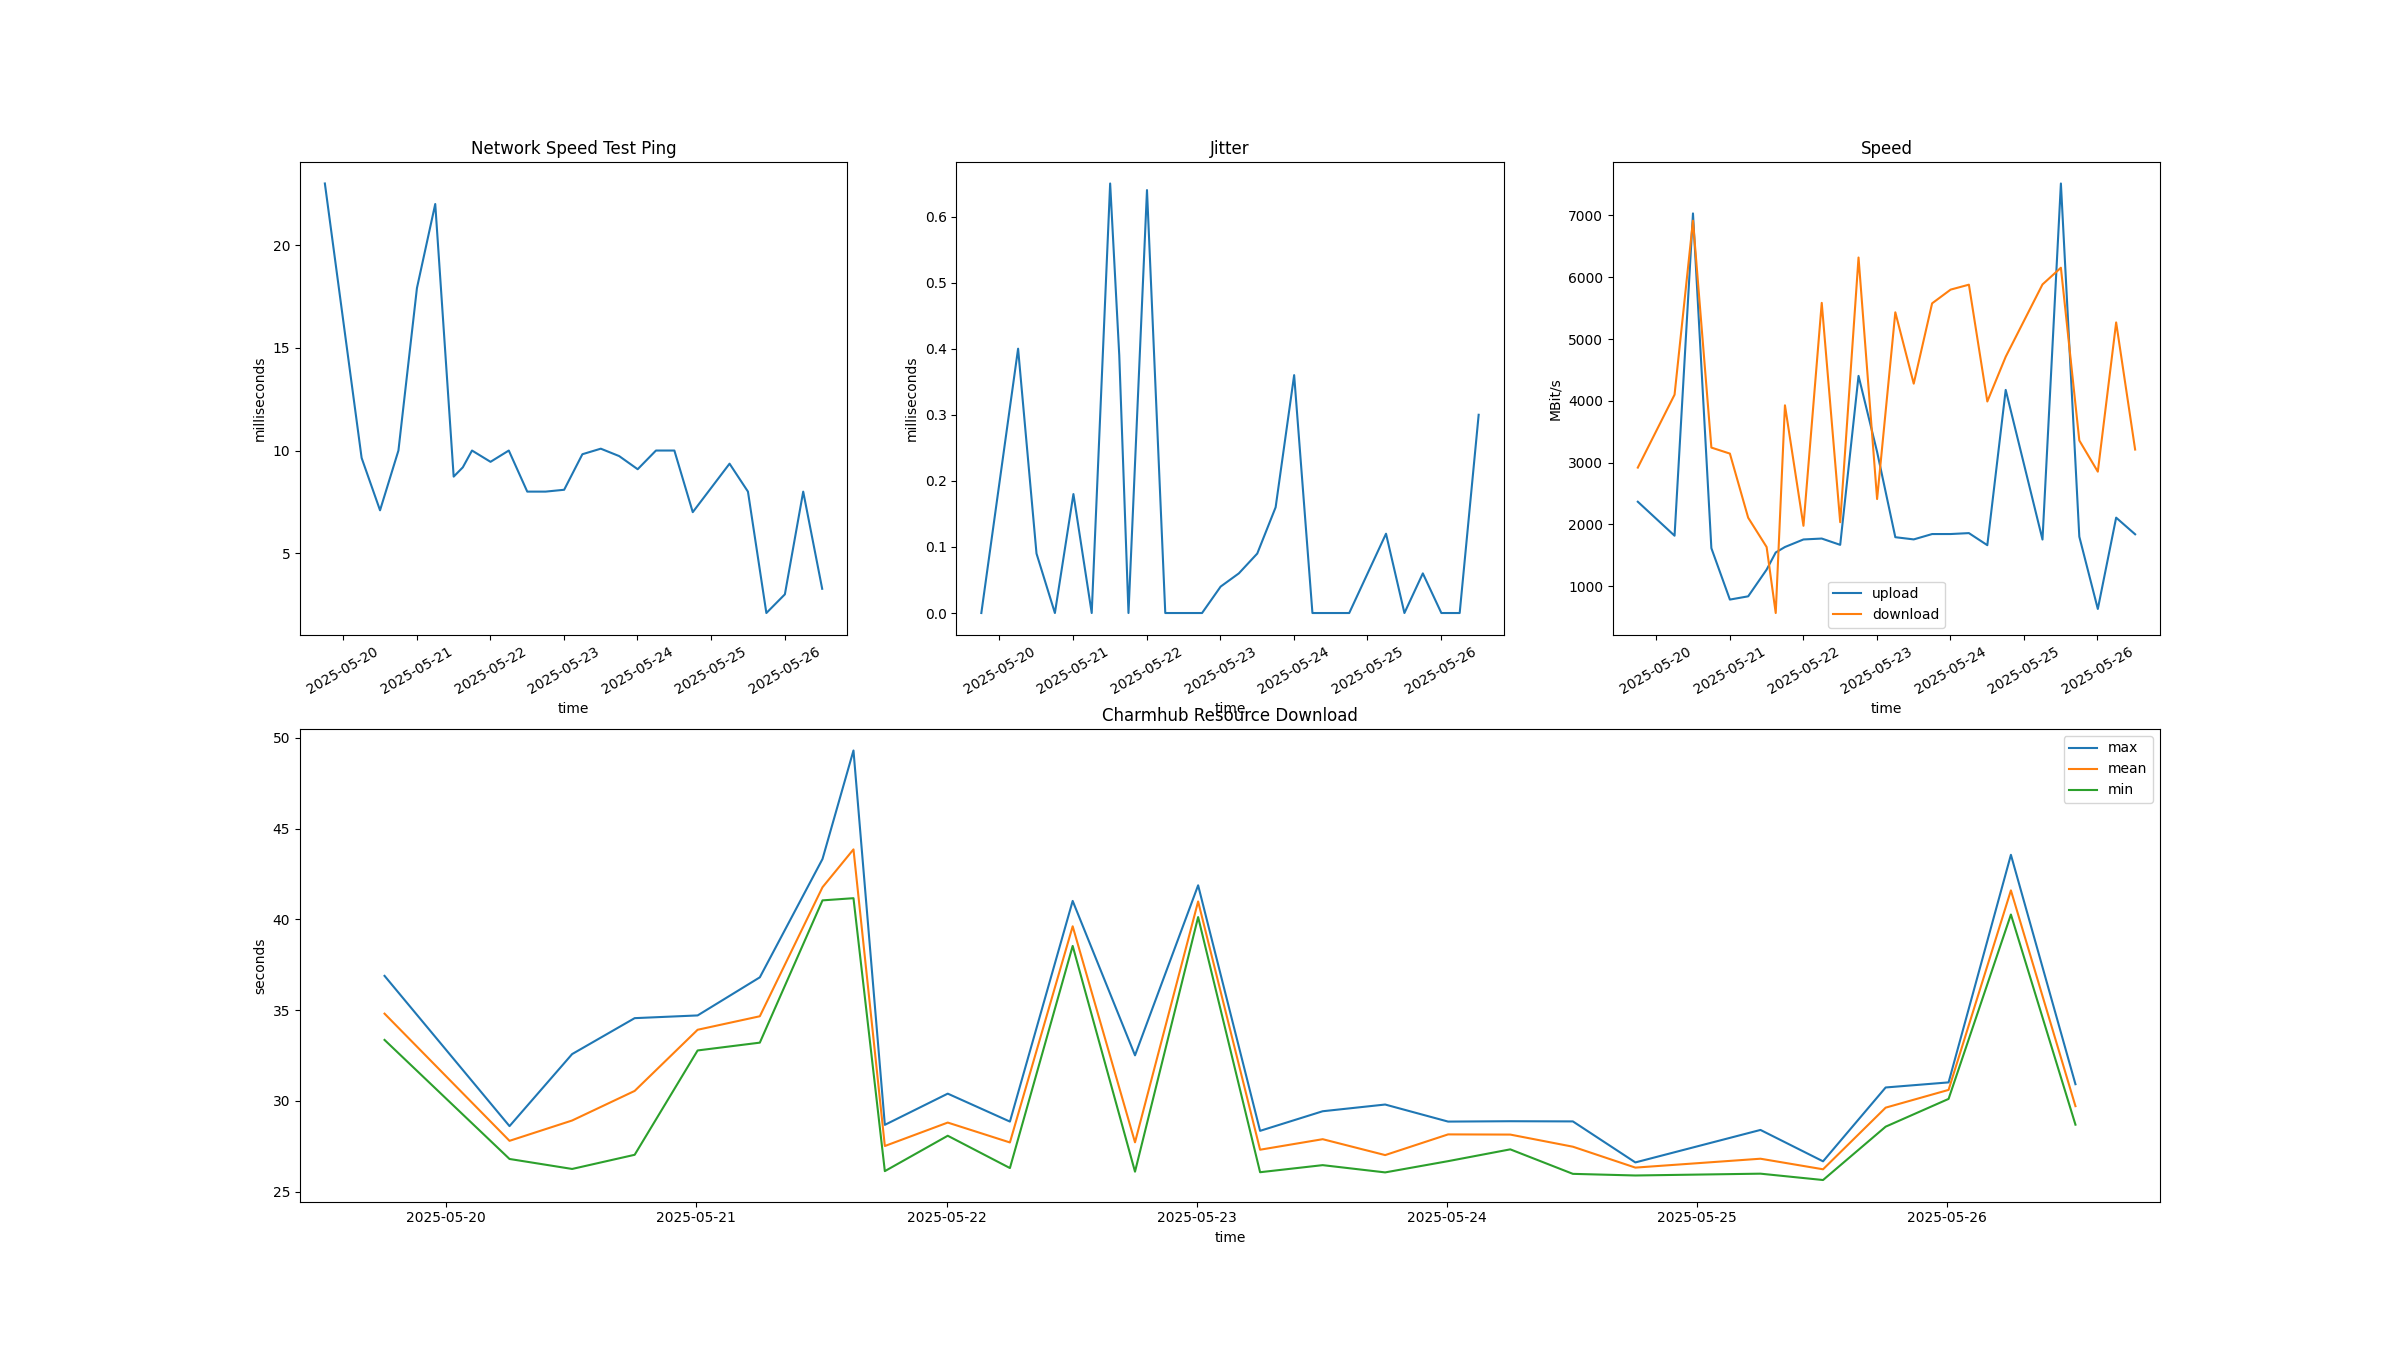 Network Speed Test Ping
milliseconds
20
15
10
5
2025-05-20 2025-05-21 2025-05-22 2025-05-23 2025-05-24 2025-05-25 2025-05-26
time
Jitter
milliseconds
0.6
0.5
0.4
0.3
0.2
0.1
0.0
2025-05-20 2025-05-21 2025-05-22 2025-05-23 2025-05-24 2025-05-25 2025-05-26
time
Speed
MBit/s
7000
6000
5000
4000
3000
2000
1000
upload
download
2025-05-20 2025-05-21 2025-05-22 2025-05-23 2025-05-24 2025-05-25 2025-05-26
time
Charmhub Resource Download
seconds
50
45
40
35
30
25
max
mean
min
2025-05-20 2025-05-21 2025-05-22 2025-05-23 2025-05-24 2025-05-25 2025-05-26
time